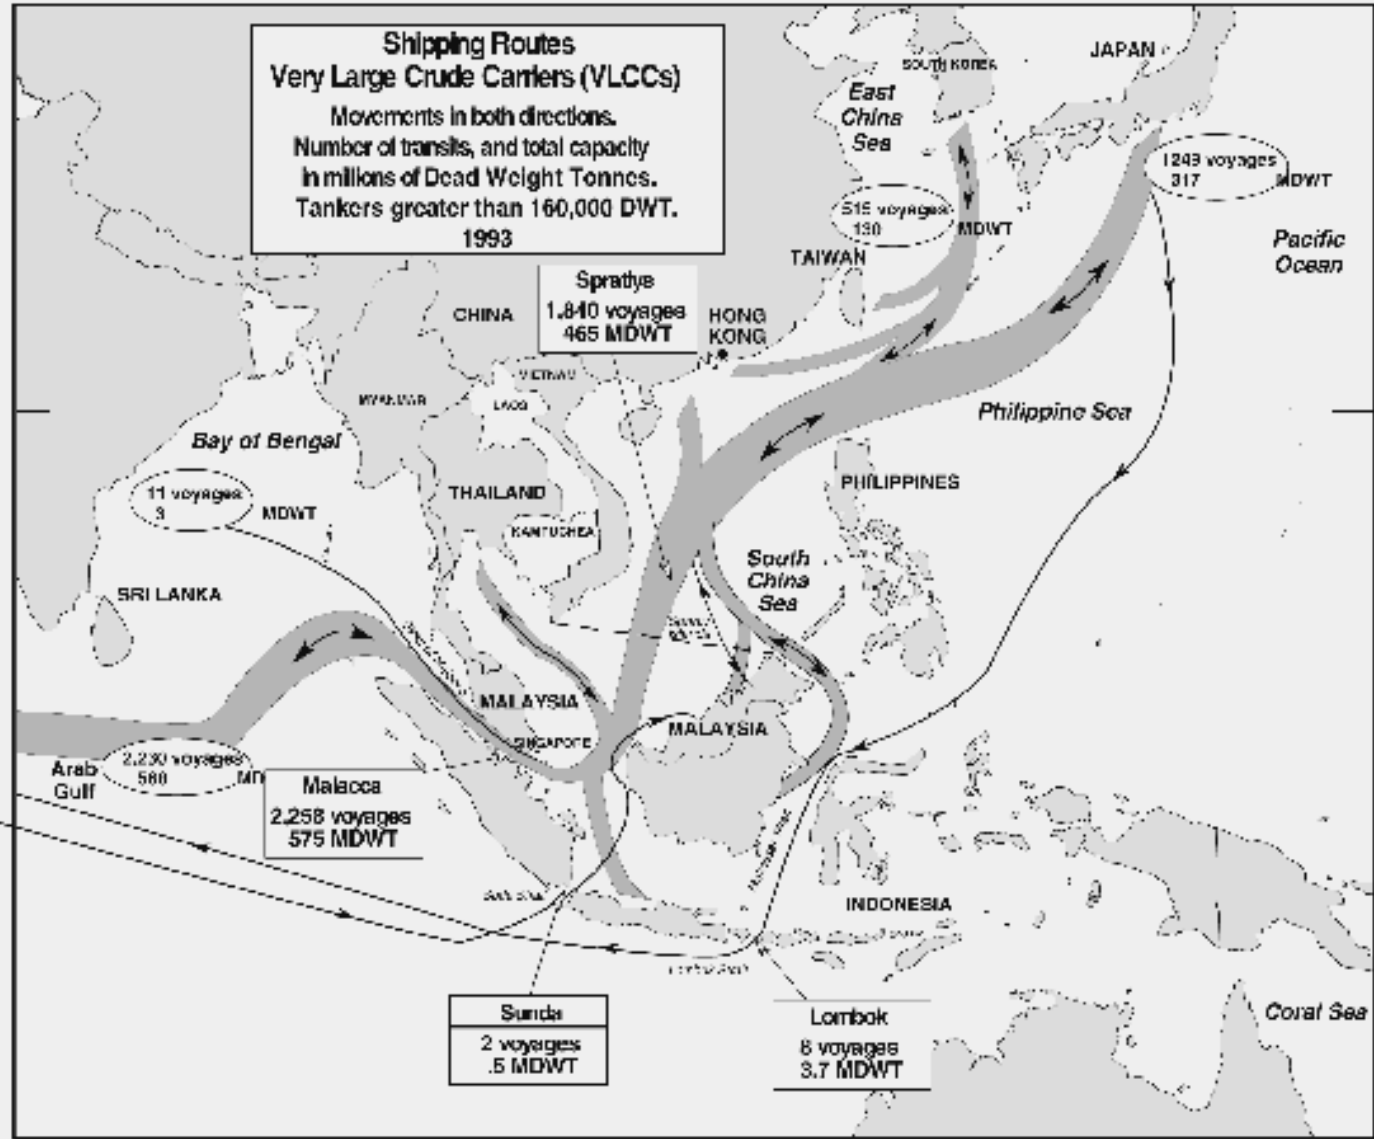 Shipping Routes
Very Large Crude Carriers (VLCCs)
Movements in both directions.
Number of transits, and total capacity
in millions of Dead Weight Tonnes.
Tankers greater than 160,000 DWT.
1993
JAPAN
SOUTH KOREA
East
China
Sea
1249 voyages
317 MDWT
515 voyages
130 MDWT
Pacific
Ocean
TAIWAN
Spratlys
1.840 voyages
465 MDWT
HONG
KONG
CHINA
VIETNAM
MYANMAR
LAOS
Philippine Sea
Bay of Bengal
THAILAND
PHILIPPINES
11 voyages
3 MDWT
KAMTUCHEA
South
China
Sea
SRI LANKA
MALAYSIA
MALAYSIA
SINGAPORE
2,230 voyages
560 MD
Arab
Gulf
Malacca
2,258 voyages
575 MDWT
INDONESIA
Lombok Strait
Sunda
2 voyages
.5 MDWT
Lombok
8 voyages
3.7 MDWT
Coral Sea